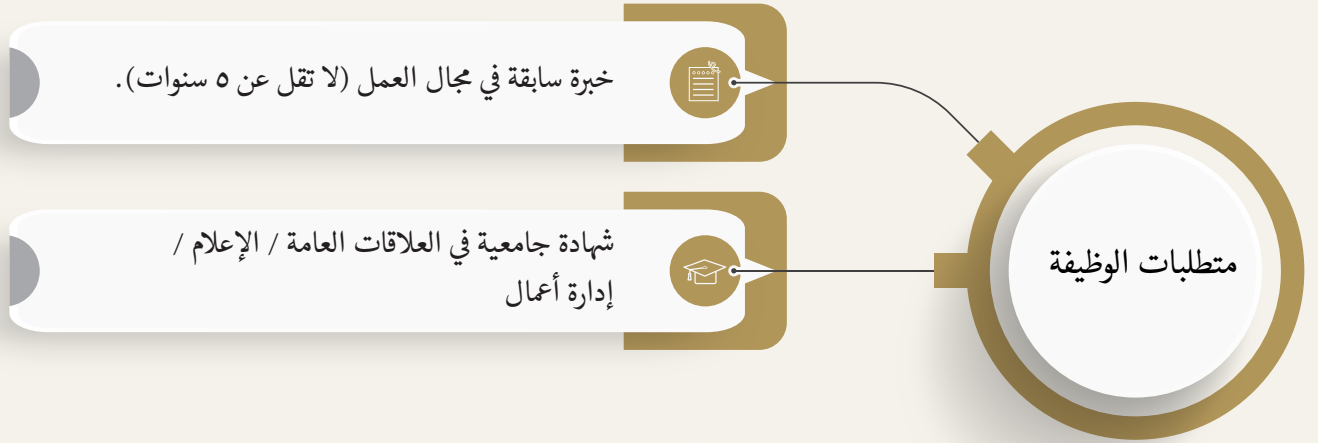 متطلبات الوظيفة
خبرة سابقة في مجال العمل (لا تقل عن ٥ سنوات).
شهادة جامعية في العلاقات العامة / الإعلام /
إدارة أعمال